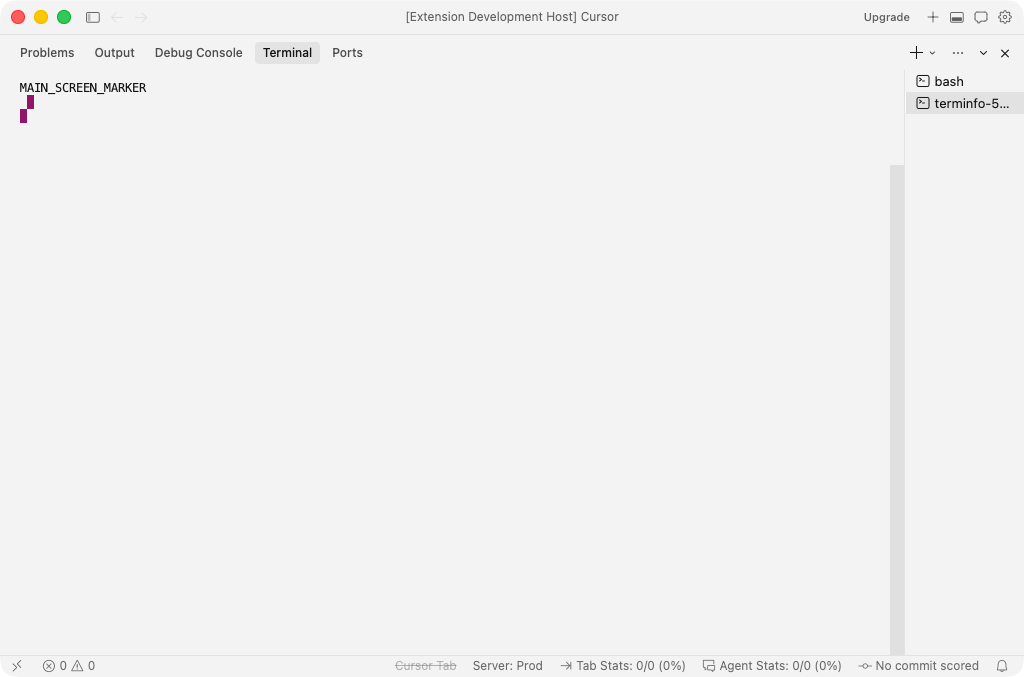 [Extension Development Host] Cursor
Upgrade
Problems Output Debug Console Terminal Ports
MAIN_SCREEN_MARKER
bash
terminfo-5...
0 0 Cursor Tab Server: Prod Tab Stats: 0/0 (0%) Agent Stats: 0/0 (0%) No commit scored